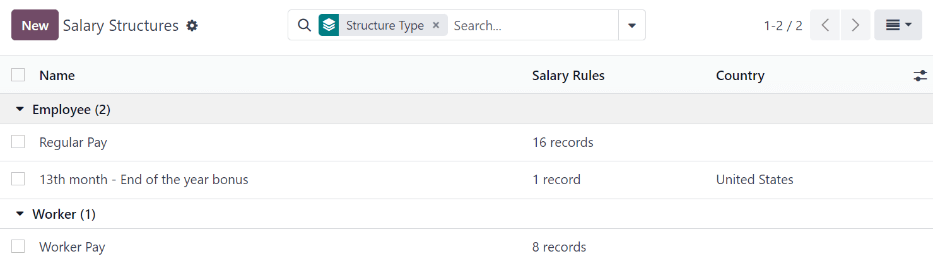 New Salary Structures Structure Type × Search... 1-2 / 2
Name Salary Rules Country
Employee (2)
Regular Pay 16 records
13th month - End of the year bonus 1 record United States
Worker (1)
Worker Pay 8 records